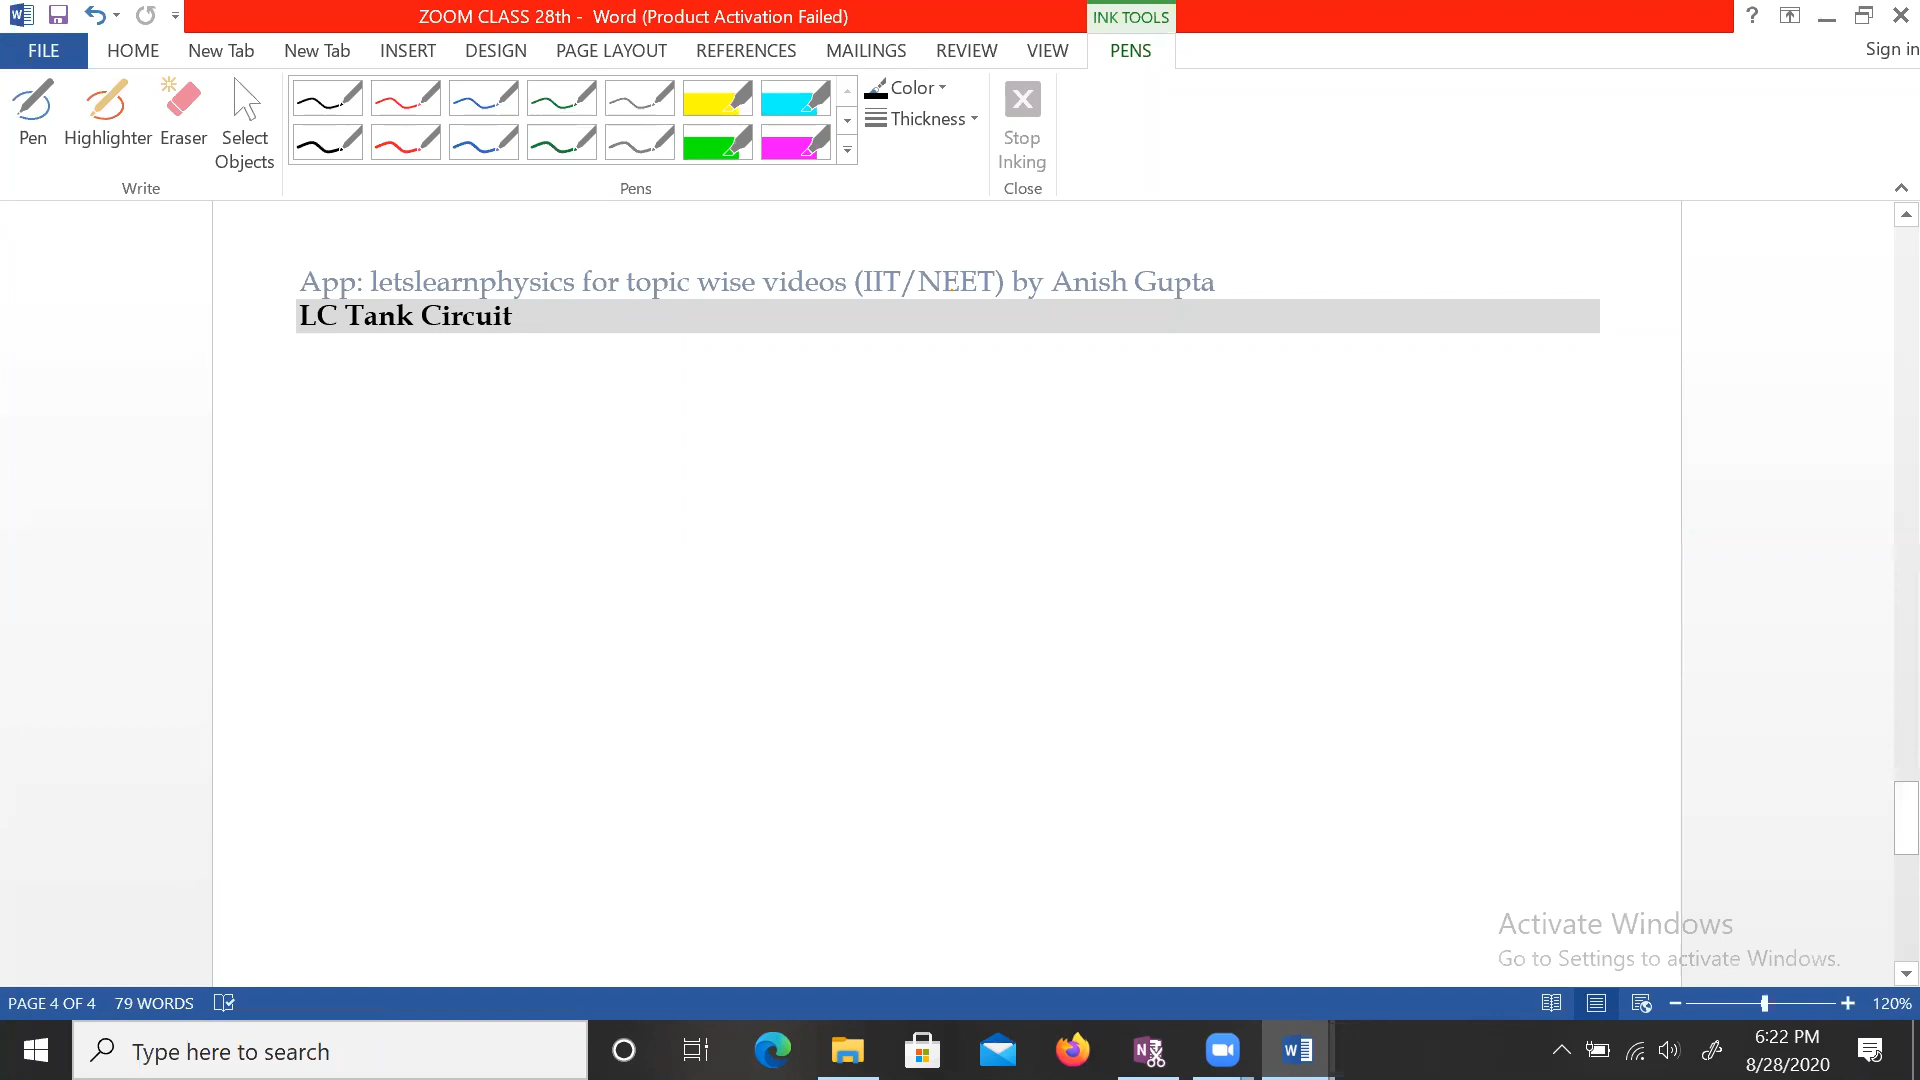 ZOOM CLASS 28th - Word (Product Activation Failed)
INK TOOLS
FILE HOME New Tab New Tab INSERT DESIGN PAGE LAYOUT REFERENCES MAILINGS REVIEW VIEW PENS Sign in
Pen Highlighter Eraser Select Objects
Color
Thickness
Stop Inking
Write Pens Close
App: letslearnphysics for topic wise videos (IIT/NEET) by Anish Gupta
LC Tank Circuit
Activate Windows
Go to Settings to activate Windows.
PAGE 4 OF 4 79 WORDS 120%
Type here to search
6:22 PM
8/28/2020